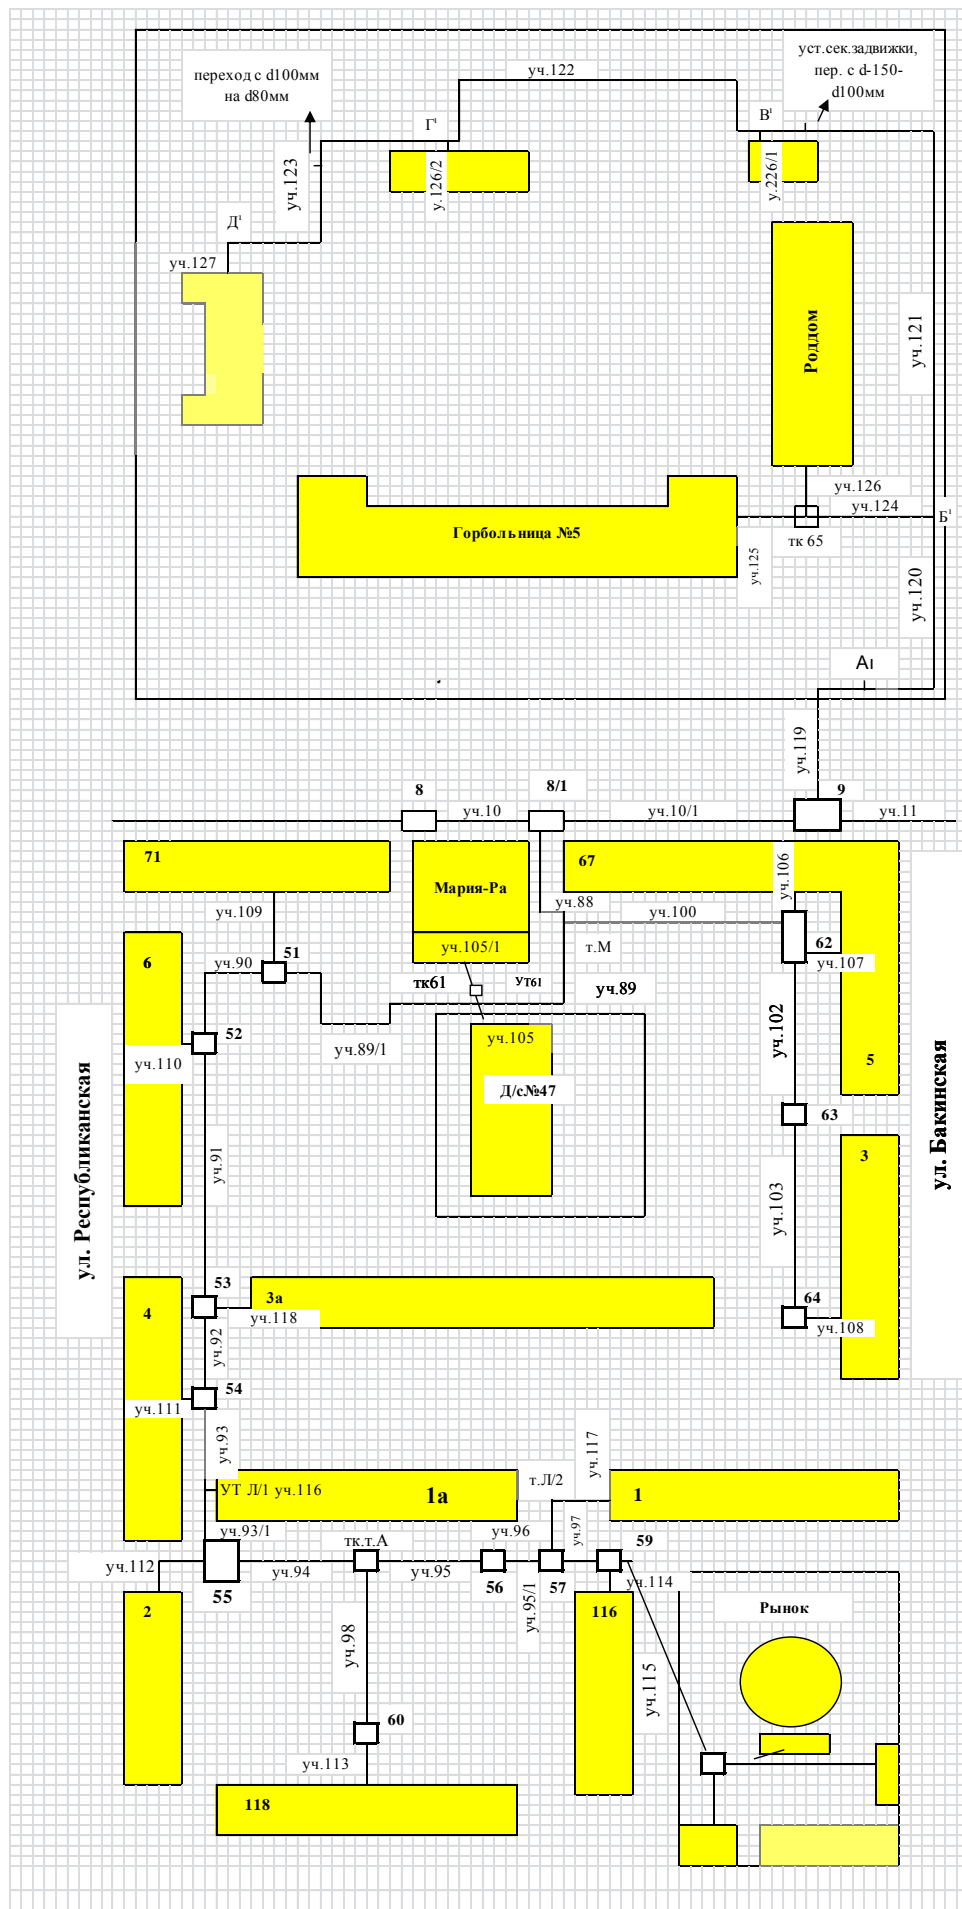 уст.сек.задвижки,
пер. с d-150-
d100мм
переход с d100мм
на d80мм
уч.122
Г¹
В¹
уч.123
у.126/2
у.226/1
Д¹
уч.127
Роддом
уч.121
уч.126
уч.124
Б¹
тк 65
Горбольница №5
уч.125
уч.120
А1
уч.119
8
8/1
9
уч.10
уч.10/1
уч.11
71
67
Мария-Ра
уч.106
уч.109
уч.88
уч.100
6
51
уч.105/1
т.М
62
уч.90
уч.107
тк61
УТ61
уч.89
52
уч.89/1
уч.105
уч.102
уч.110
5
Д/с№47
63
ул. Республиканская
ул. Бакинская
уч.91
3
уч.103
53
3а
64
4
уч.118
уч.108
уч.92
54
уч.111
уч.93
уч.117
т.Л/2
УТ Л/1 уч.116
1а
1
уч.93/1
тк.т.А
уч.96
уч.97
59
уч.112
уч.94
уч.95
56
57
уч.114
55
уч.95/1
2
116
Рынок
уч.98
уч.115
60
уч.113
118